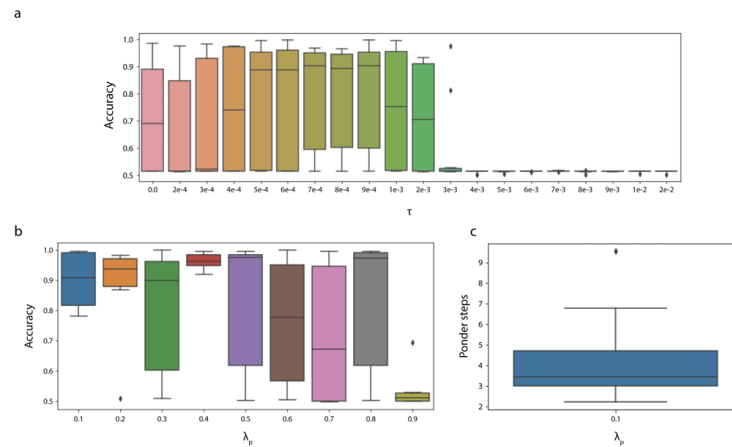 a
Accuracy
1.0
0.9
0.8
0.7
0.6
0.5
0.0 2e-4 3e-4 4e-4 5e-4 6e-4 7e-4 8e-4 9e-4 1e-3 2e-3 3e-3 4e-3 5e-3 6e-3 7e-3 8e-3 9e-3 1e-2 2e-2
τ
b
Accuracy
1.0
0.9
0.8
0.7
0.6
0.5
0.1 0.2 0.3 0.4 0.5 0.6 0.7 0.8 0.9
λp
c
Ponder steps
9
8
7
6
5
4
3
2
0.1
λp